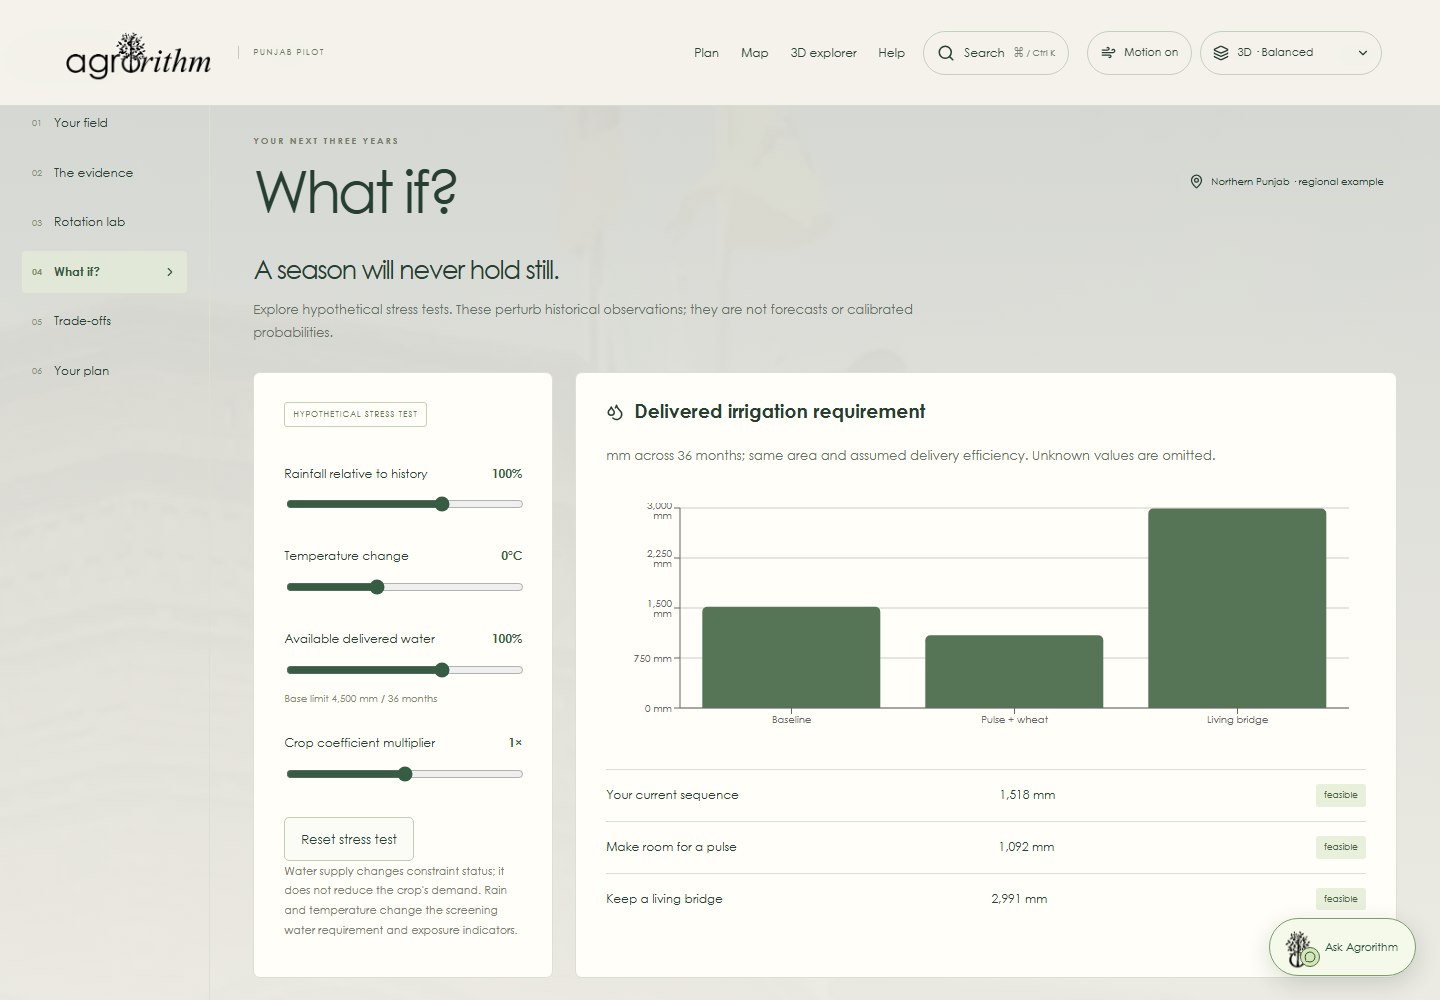 agrorithm
PUNJAB PILOT
Plan
Map
3D explorer
Help
Search ⌘ / Ctrl K
Motion on
3D · Balanced
01 Your field
02 The evidence
03 Rotation lab
04 What if?
05 Trade-offs
06 Your plan
YOUR NEXT THREE YEARS
What if?
Northern Punjab · regional example
A season will never hold still.
Explore hypothetical stress tests. These perturb historical observations; they are not forecasts or calibrated
probabilities.
HYPOTHETICAL STRESS TEST
Rainfall relative to history 100%
Temperature change 0°C
Available delivered water 100%
Base limit 4,500 mm / 36 months
Crop coefficient multiplier 1×
Reset stress test
Water supply changes constraint status; it
does not reduce the crop's demand. Rain
and temperature change the screening
water requirement and exposure indicators.
Delivered irrigation requirement
mm across 36 months; same area and assumed delivery efficiency. Unknown values are omitted.
3,000
mm
2,250
mm
1,500
mm
750 mm
0 mm
Baseline
Pulse + wheat
Living bridge
Your current sequence 1,518 mm feasible
Make room for a pulse 1,092 mm feasible
Keep a living bridge 2,991 mm feasible
Ask Agrorithm